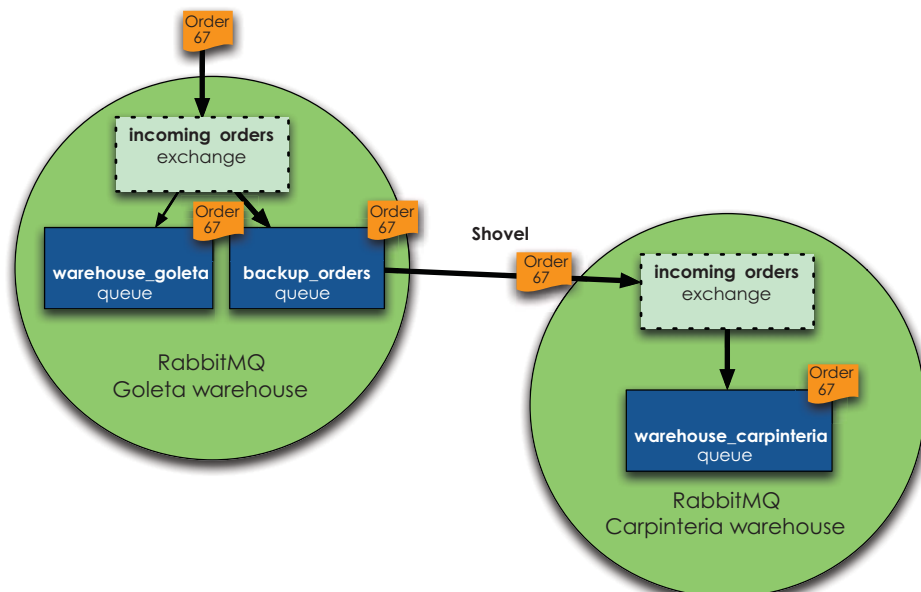 Order
67
incoming orders
exchange
Order
67
Order
67
warehouse_goleta
queue
backup_orders
queue
RabbitMQ
Goleta warehouse
Shovel
Order
67
incoming orders
exchange
Order
67
warehouse_carpinteria
queue
RabbitMQ
Carpinteria warehouse